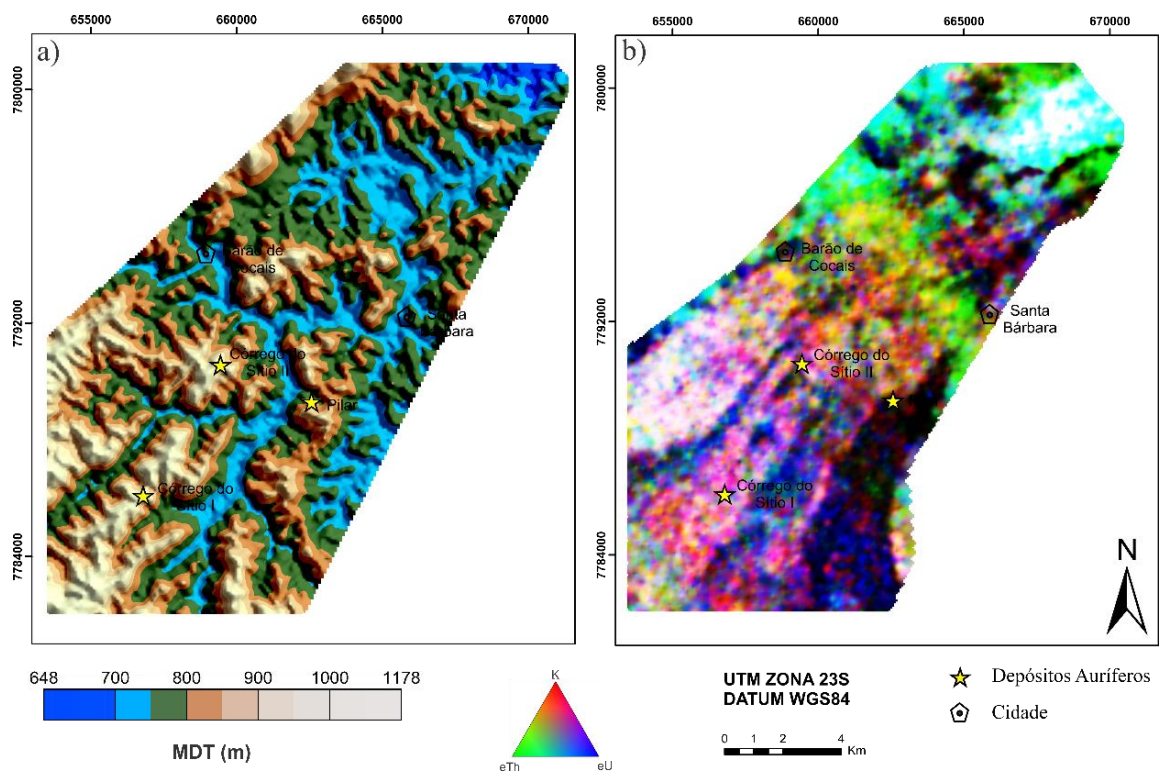 655000 660000 665000 670000
a)
7800000
7792000
7784000
Barão de
Cocais
Santa
Córrego do
Sítio II
Pilar
Córrego do
Sítio I
655000 660000 665000 670000
b)
7800000
7792000
7784000
Barão de
Cocais
Santa
Bárbara
Córrego do
Sítio II
Córrego do
Sítio I
N
648 700 800 900 1000 1178
MDT (m)
K
eTh eU
UTM ZONA 23S
DATUM WGS84
0 1 2 4
Km
Depósitos Auríferos
Cidade